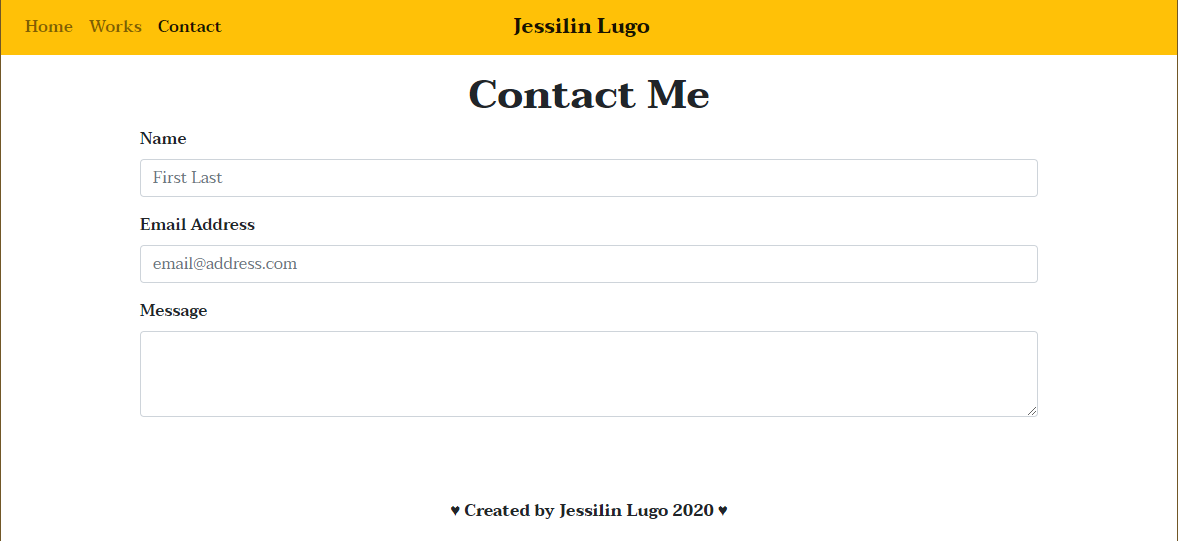 Home Works Contact Jessilin Lugo
Contact Me
Name
First Last
Email Address
email@address.com
Message
♥ Created by Jessilin Lugo 2020 ♥